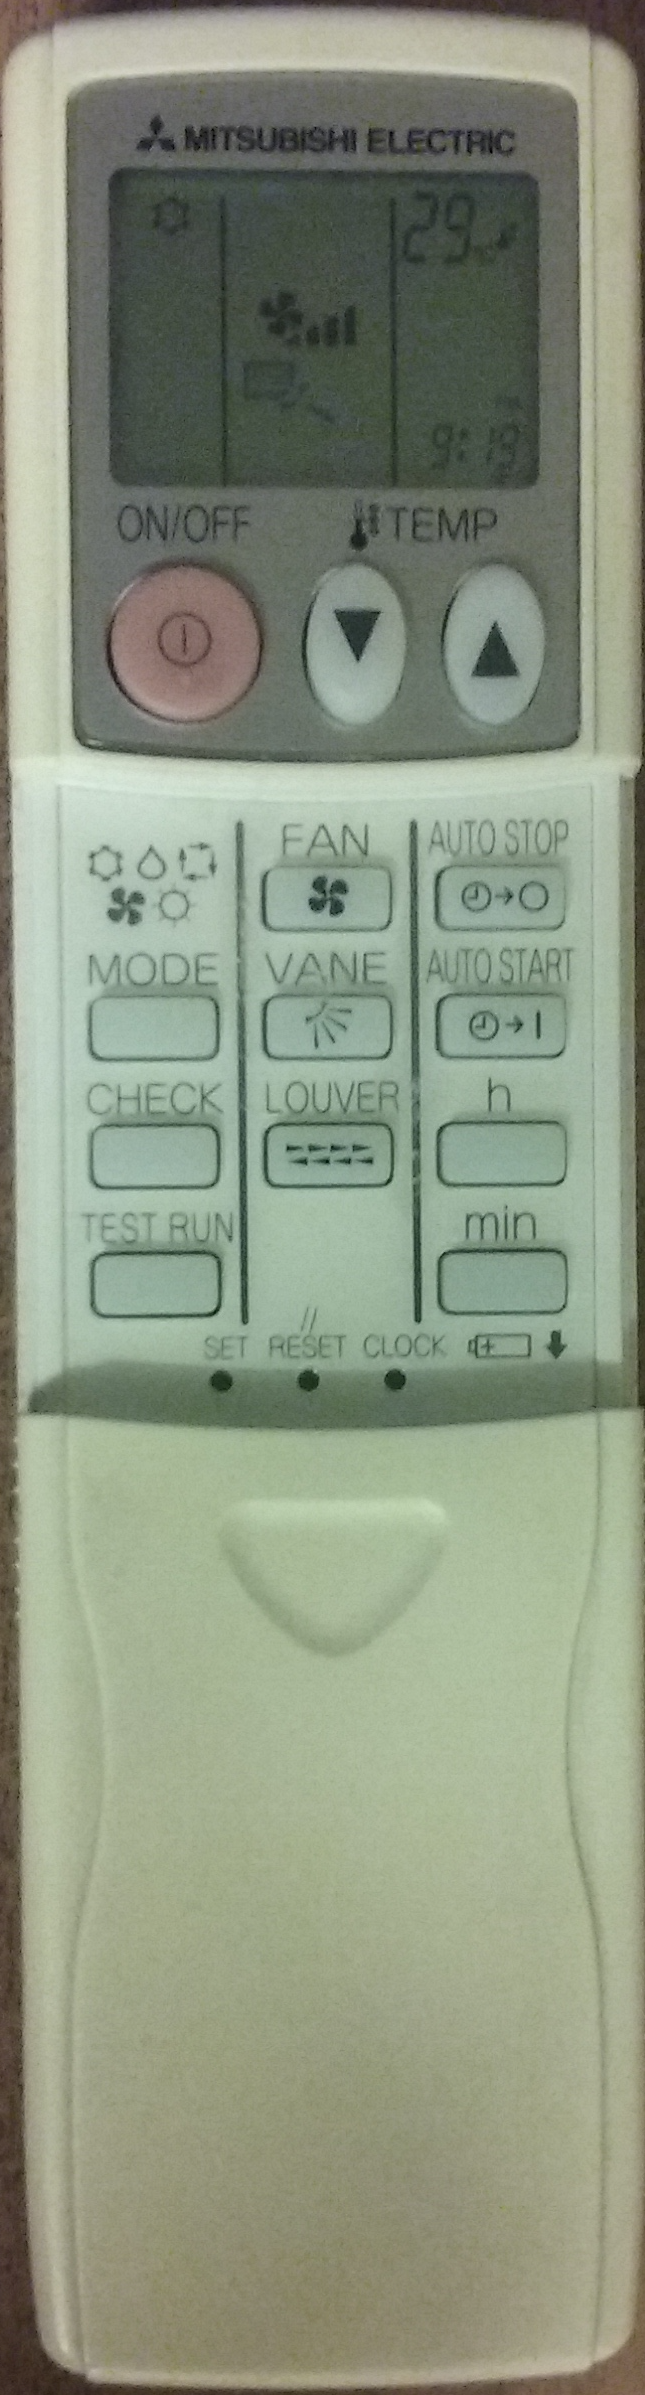 MITSUBISHI ELECTRIC
29
9:19
ON/OFF TEMP
FAN AUTO STOP
MODE VANE AUTO START
CHECK LOUVER h
TEST RUN min
SET RESET CLOCK